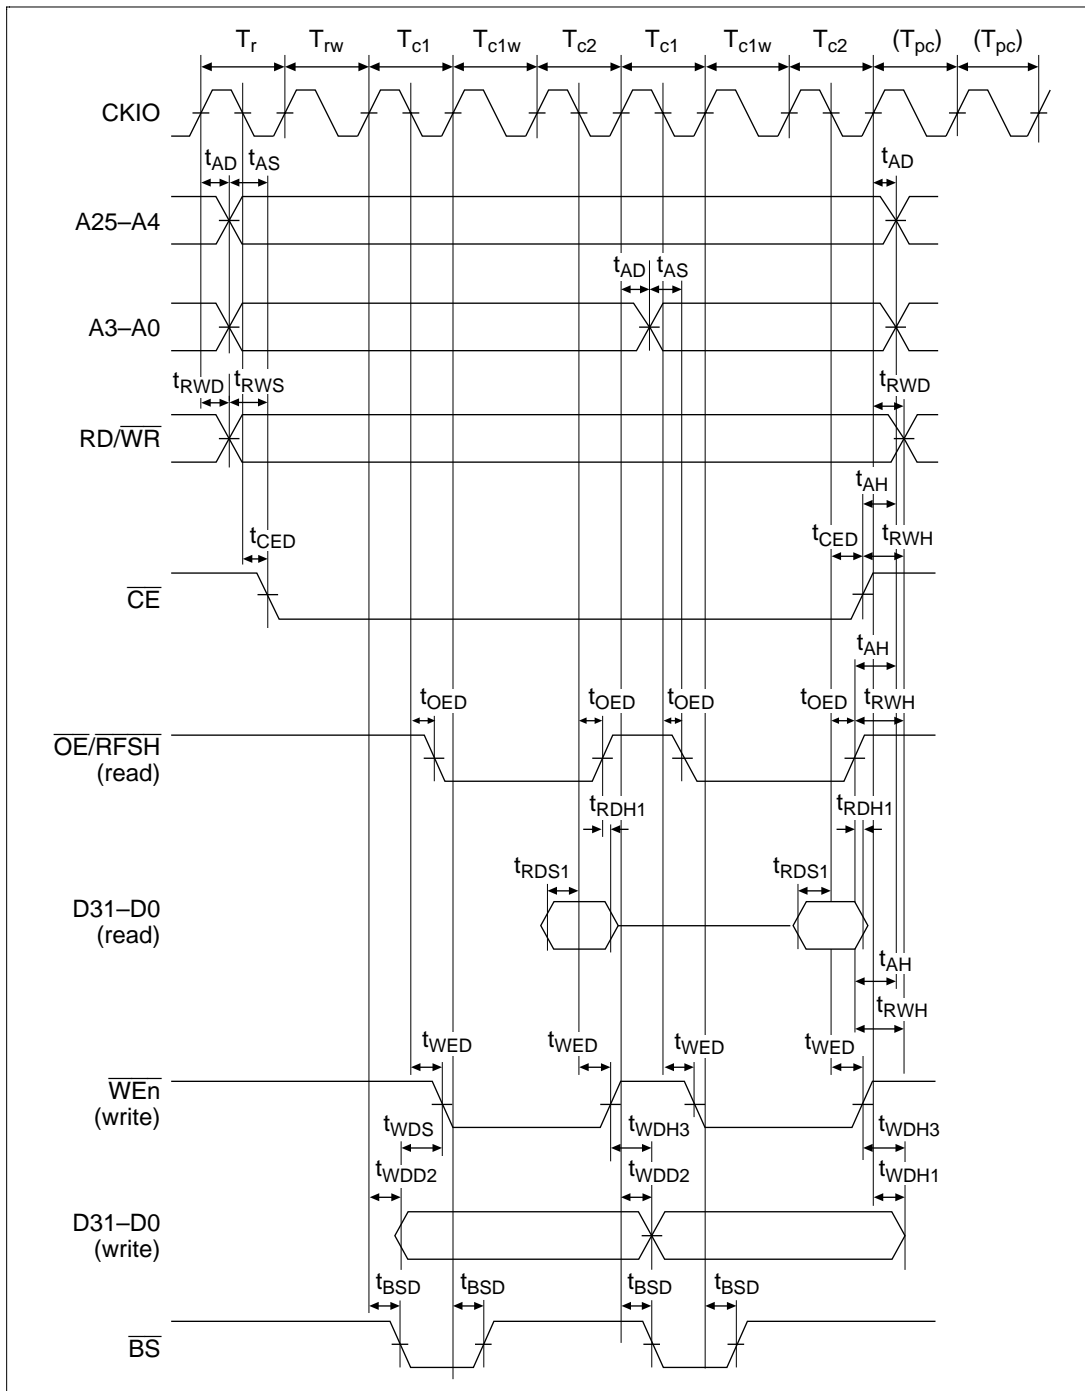 Tr Trw Tc1 Tc1w Tc2 Tc1 Tc1w Tc2 (Tpc) (Tpc)
CKIO
tAD tAS tAD
A25–A4
tAD tAS
A3–A0
tRWD tRWS tRWD
RD/WR
tAH
tCED tCED tRWH
CE
tAH
tOED tOED tOED tOED tRWH
OE/RFSH
(read)
tRDH1 tRDH1
tRDS1 tRDS1
D31–D0
(read)
tAH
tRWH
tWED tWED tWED tWED
WEn
(write)
tWDS tWDH3 tWDH3
tWDD2 tWDD2 tWDH1
D31–D0
(write)
tBSD tBSD tBSD tBSD
BS